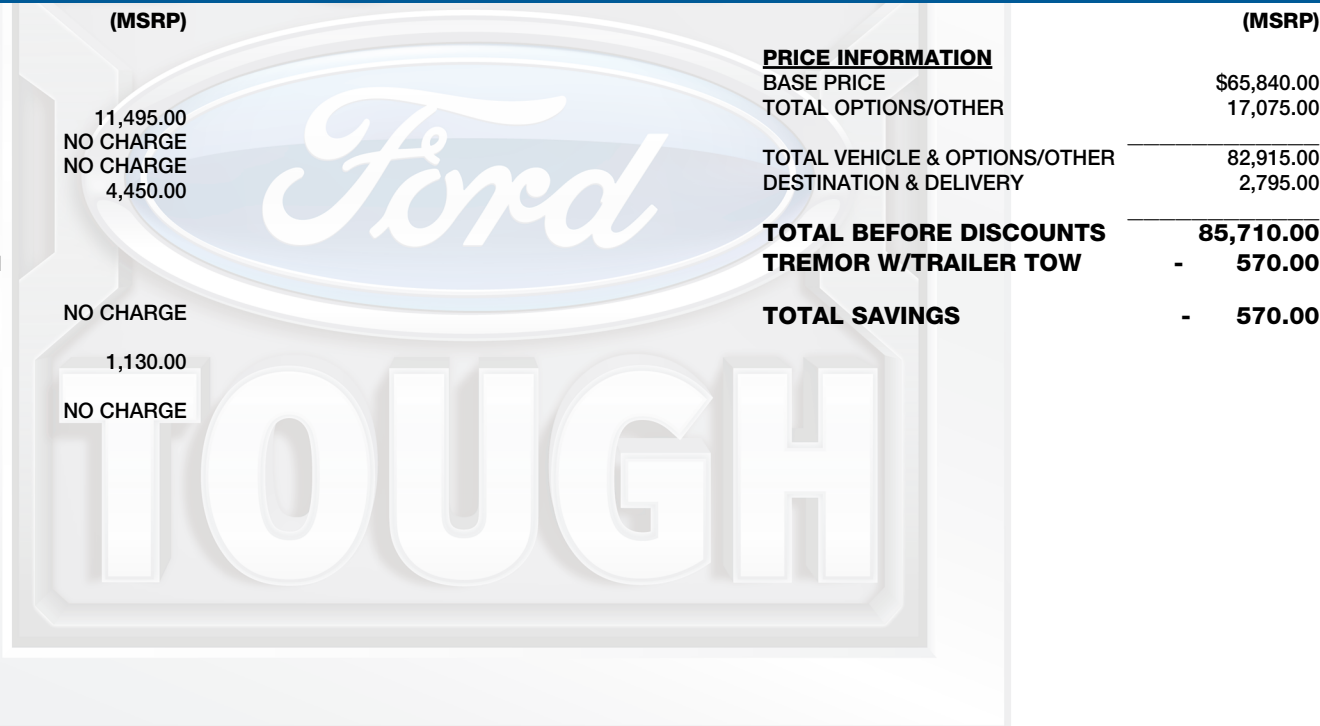 (MSRP)
11,495.00
NO CHARGE
NO CHARGE
4,450.00
NO CHARGE
1,130.00
NO CHARGE
Ford
TOUGH
(MSRP)
PRICE INFORMATION
BASE PRICE $65,840.00
TOTAL OPTIONS/OTHER 17,075.00
TOTAL VEHICLE & OPTIONS/OTHER 82,915.00
DESTINATION & DELIVERY 2,795.00
TOTAL BEFORE DISCOUNTS 85,710.00
TREMOR W/TRAILER TOW - 570.00
TOTAL SAVINGS - 570.00